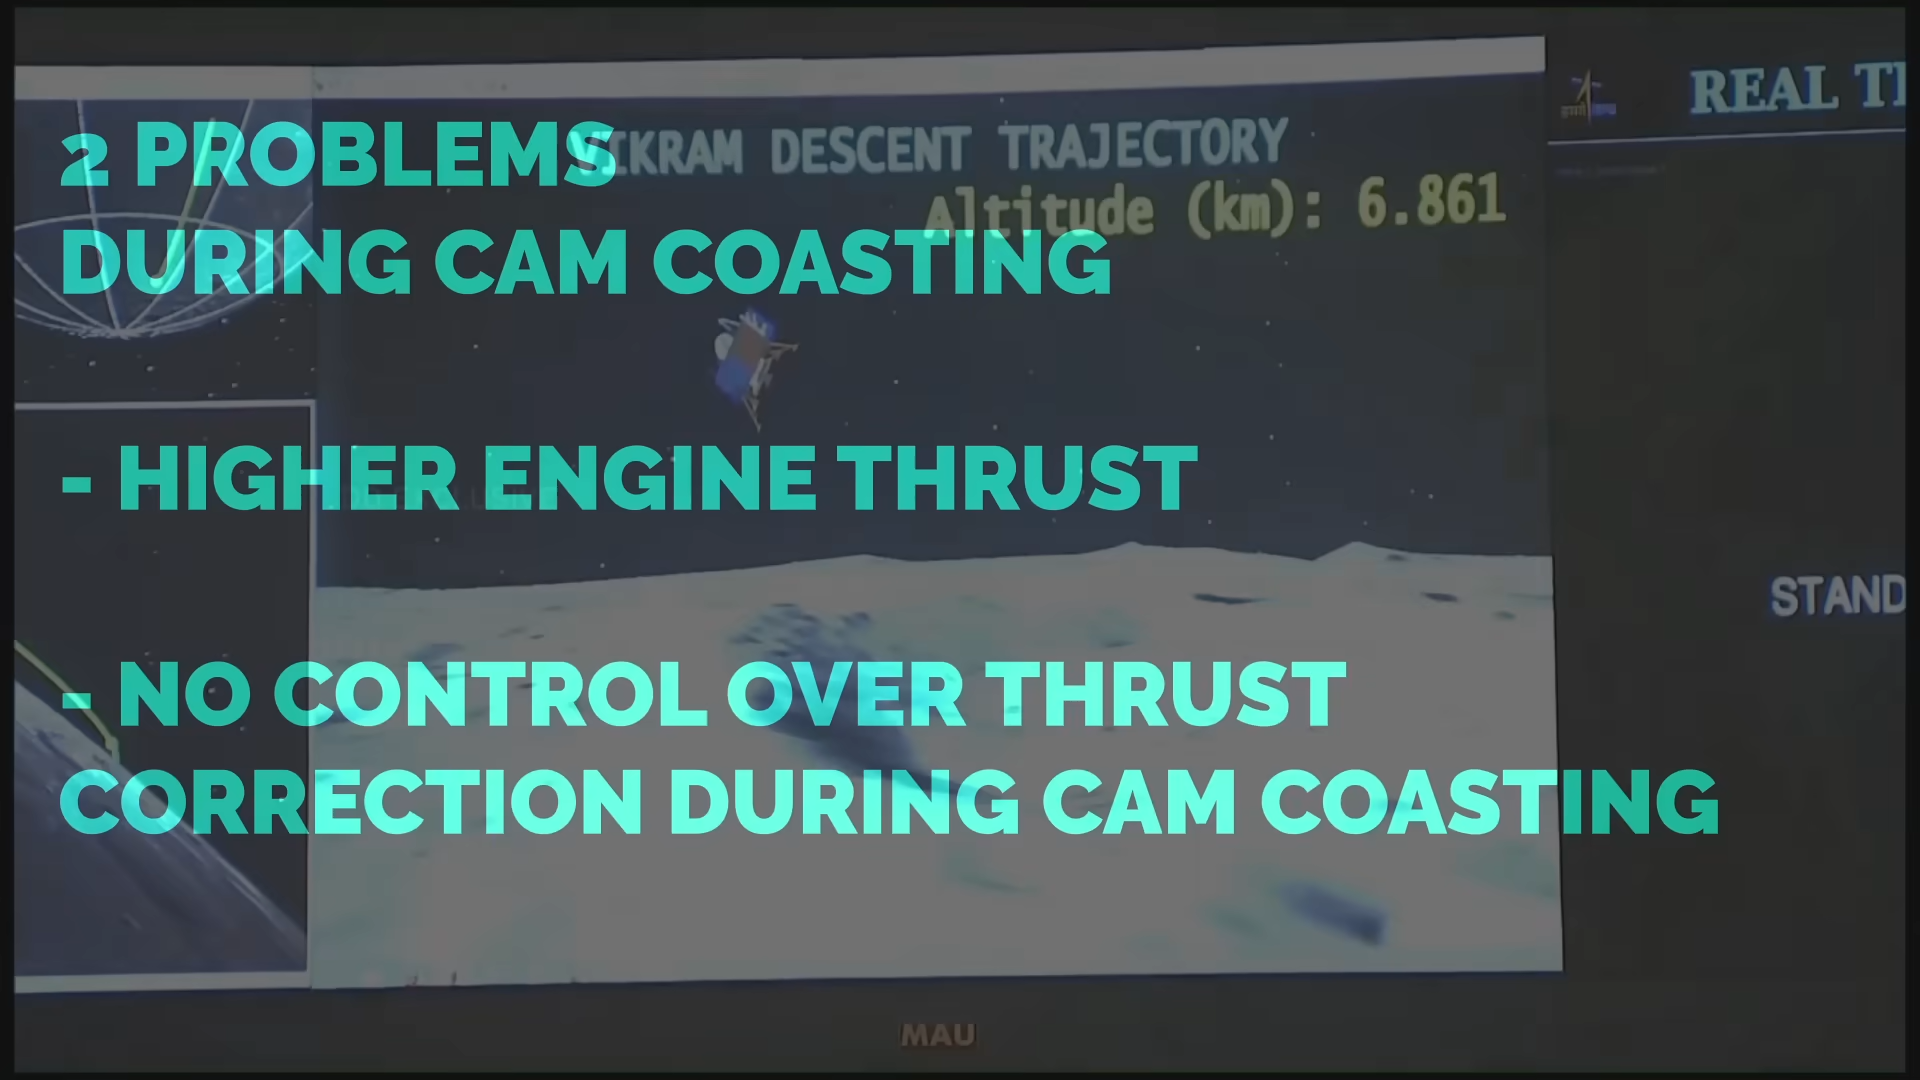 2 PROBLEMS
DURING CAM COASTING
- HIGHER ENGINE THRUST
- NO CONTROL OVER THRUST
CORRECTION DURING CAM COASTING
VIKRAM DESCENT TRAJECTORY
Altitude (km): 6.861
REAL TI
STAND
MAU